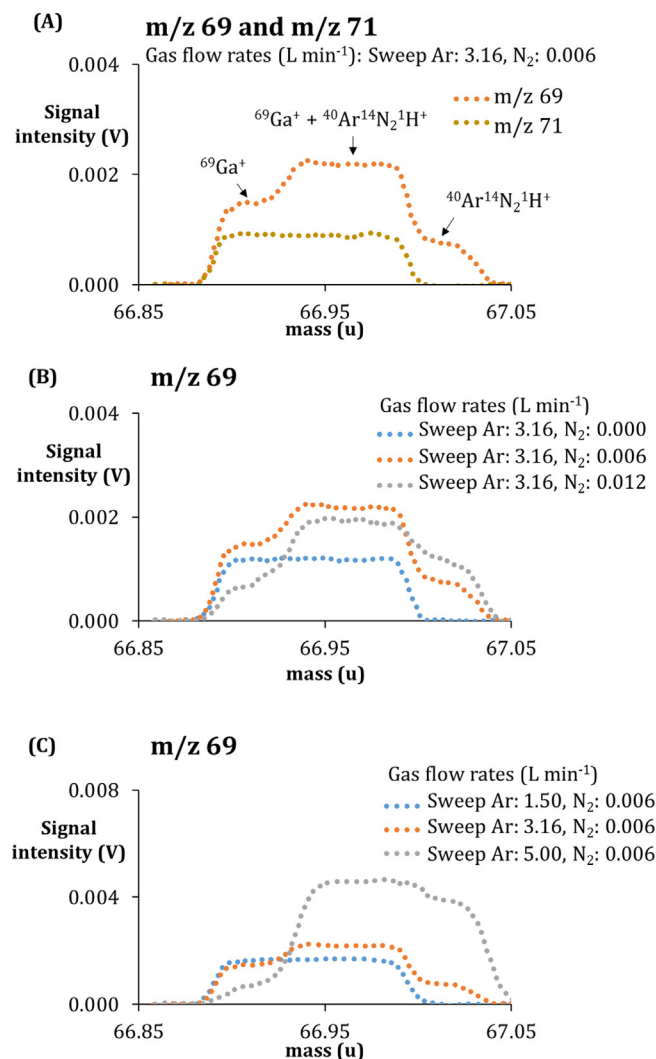 (A) m/z 69 and m/z 71
Gas flow rates (L min⁻¹): Sweep Ar: 3.16, N₂: 0.006
0.004
Signal
intensity (V)
m/z 69
m/z 71
⁶⁹Ga⁺ + ⁴⁰Ar¹⁴N₂¹H⁺
⁶⁹Ga⁺
0.002
⁴⁰Ar¹⁴N₂¹H⁺
0.000
66.85 66.95 67.05
mass (u)
(B) m/z 69
Gas flow rates (L min⁻¹)
0.004
Sweep Ar: 3.16, N₂: 0.000
Signal
intensity (V)
Sweep Ar: 3.16, N₂: 0.006
Sweep Ar: 3.16, N₂: 0.012
0.002
0.000
66.85 66.95 67.05
mass (u)
(C) m/z 69
Gas flow rates (L min⁻¹)
0.008
Sweep Ar: 1.50, N₂: 0.006
Signal
intensity (V)
Sweep Ar: 3.16, N₂: 0.006
Sweep Ar: 5.00, N₂: 0.006
0.004
0.000
66.85 66.95 67.05
mass (u)